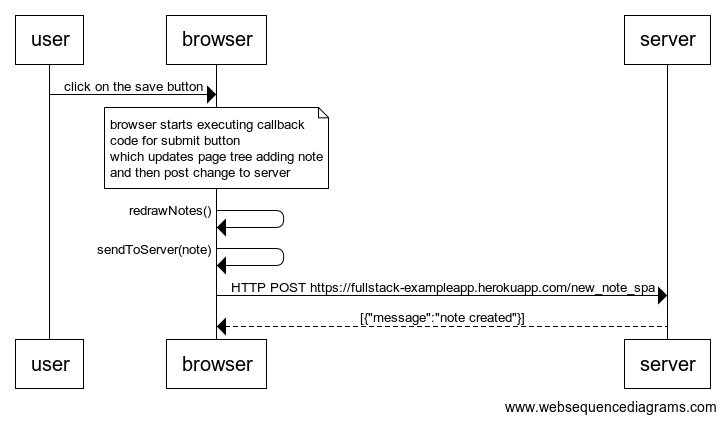 user
browser
server
click on the save button
browser starts executing callback
code for submit button
which updates page tree adding note
and then post change to server
redrawNotes()
sendToServer(note)
HTTP POST https://fullstack-exampleapp.herokuapp.com/new_note_spa
[{"message":"note created"}]
user
browser
server
www.websequencediagrams.com